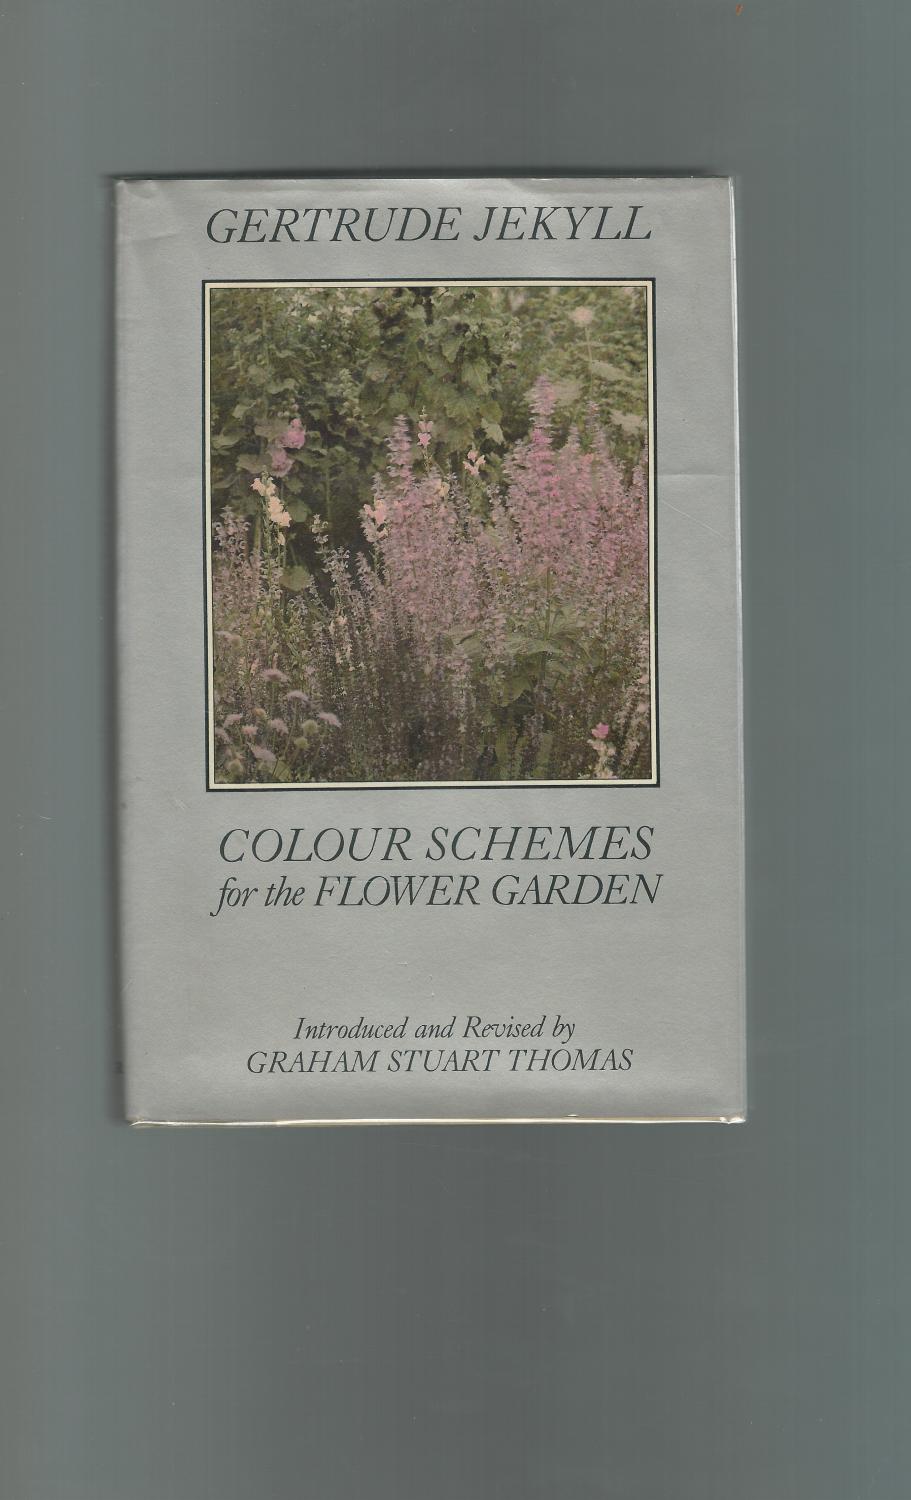 GERTRUDE JEKYLL
COLOUR SCHEMES
for the FLOWER GARDEN
Introduced and Revised by
GRAHAM STUART THOMAS